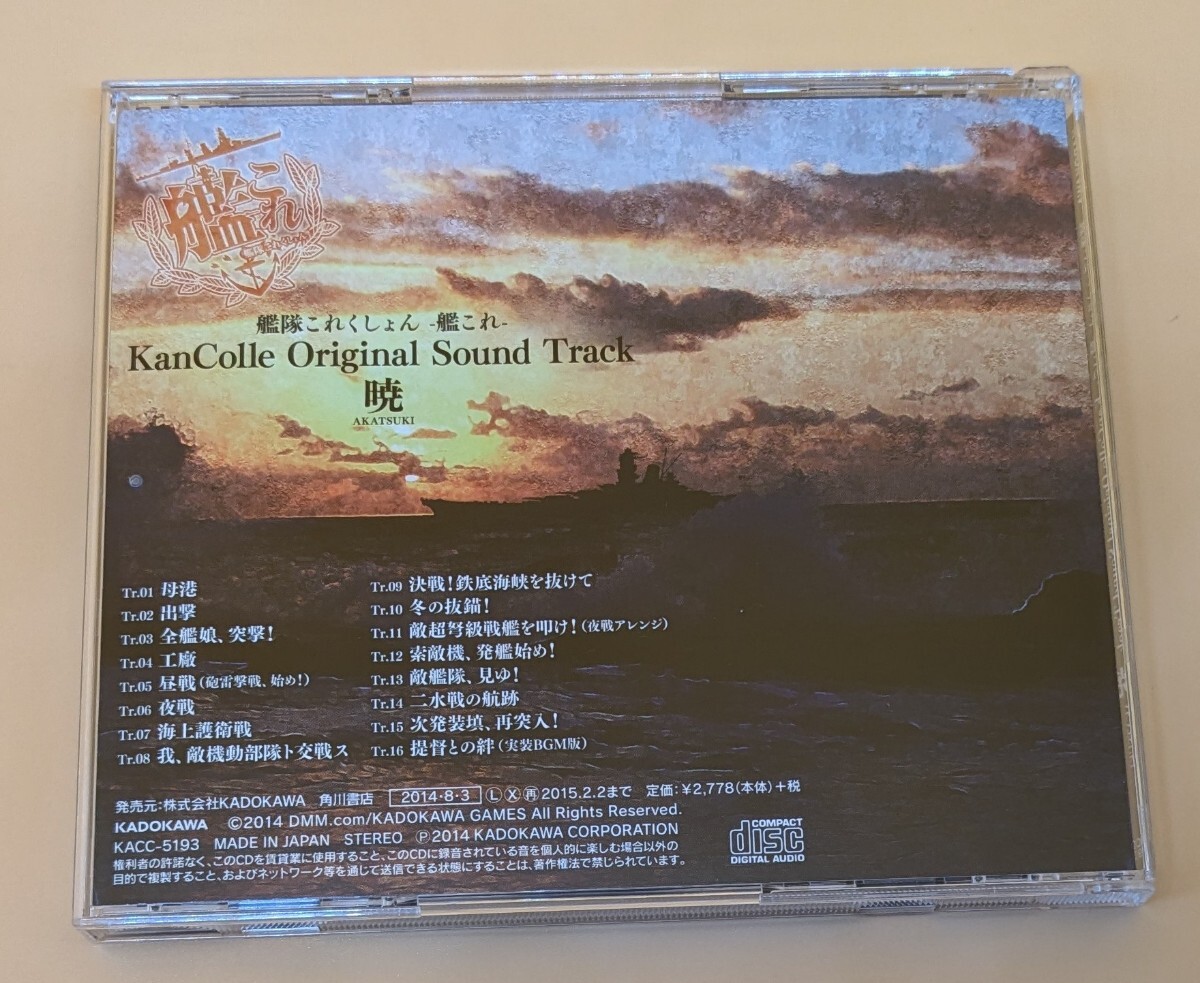 艦これ
艦隊これくしょん -艦これ-
KanColle Original Sound Track
暁
AKATSUKI
Tr.01 母港
Tr.02 出撃
Tr.03 全艦娘、突撃!
Tr.04 工廠
Tr.05 昼戦(砲雷撃戦、始め!)
Tr.06 夜戦
Tr.07 海上護衛戦
Tr.08 我、敵機動部隊ト交戦ス
Tr.09 決戦!鉄底海峡を抜けて
Tr.10 冬の抜錨!
Tr.11 敵超弩級戦艦を叩け!(夜戦アレンジ)
Tr.12 索敵機、発艦始め!
Tr.13 敵艦隊、見ゆ!
Tr.14 二水戦の航跡
Tr.15 次発装填、再突入!
Tr.16 提督との絆(実装BGM版)
発売元:株式会社KADOKAWA 角川書店 2014・8・3 Ⓛ Ⓧ 再 2015.2.2まで 定価:¥2,778(本体)+税
KADOKAWA ©2014 DMM.com/KADOKAWA GAMES All Rights Reserved.
KACC-5193 MADE IN JAPAN STEREO ℗2014 KADOKAWA CORPORATION
権利者の許諾なく、このCDを賃貸業に使用すること、このCDに録音されている音を個人的に楽しむ場合以外の
目的で複製すること、およびネットワーク等を通じて送信できる状態にすることは、著作権法で禁じられています。
COMPACT
disc
DIGITAL AUDIO